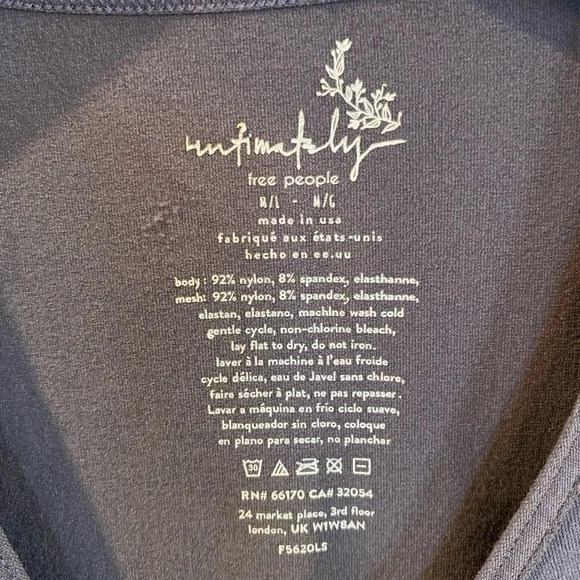 intimately
free people
M/L - M/G
made in usa
fabriqué aux états-unis
hecho en ee.uu
body : 92% nylon, 8% spandex, elasthanne,
mesh: 92% nylon, 8% spandex, elasthanne,
elastan, elastano, machine wash cold
gentle cycle, non-chlorine bleach,
lay flat to dry, do not iron.
laver à la machine à l'eau froide
cycle délica, eau de Javel sans chlore,
faire sécher à plat, ne pas repasser.
Lavar a máquina en frío ciclo suave,
blanqueador sin cloro, coloque
en plano para secar, no planchar
30
RN# 66170 CA# 32054
24 market place, 3rd floor
london, UK W1W8AN
F5620LS